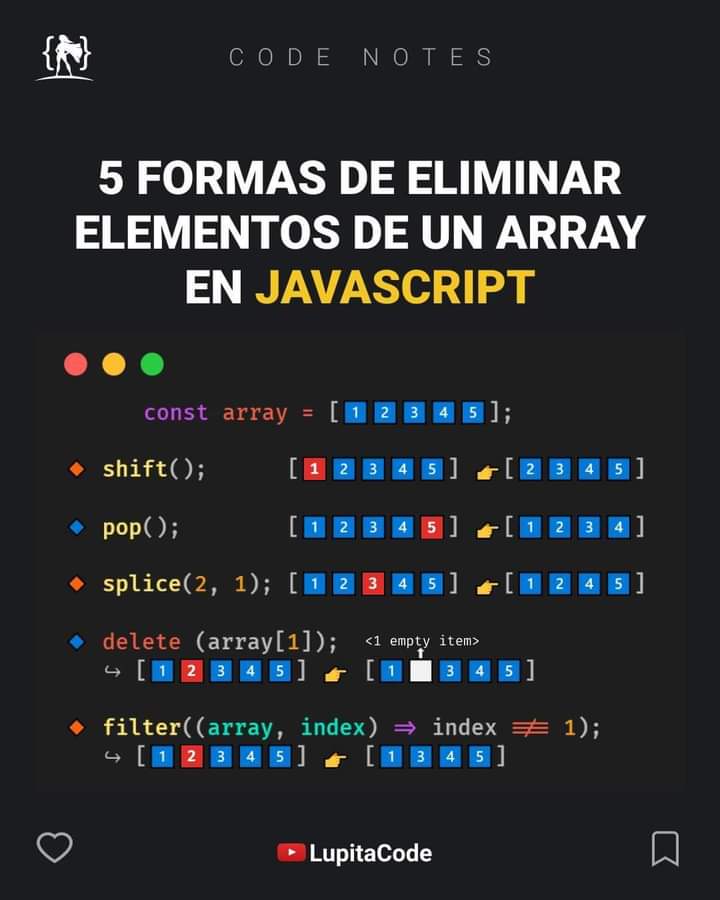 CODE NOTES
5 FORMAS DE ELIMINAR
ELEMENTOS DE UN ARRAY
EN JAVASCRIPT
const array = [1 2 3 4 5];
shift(); [1 2 3 4 5] 👉 [2 3 4 5]
pop(); [1 2 3 4 5] 👉 [1 2 3 4]
splice(2, 1); [1 2 3 4 5] 👉 [1 2 4 5]
delete (array[1]); <1 empty item>
↪ [1 2 3 4 5] 👉 [1 ⬜ 3 4 5]
filter((array, index) ⇒ index ≢ 1);
↪ [1 2 3 4 5] 👉 [1 3 4 5]
LupitaCode